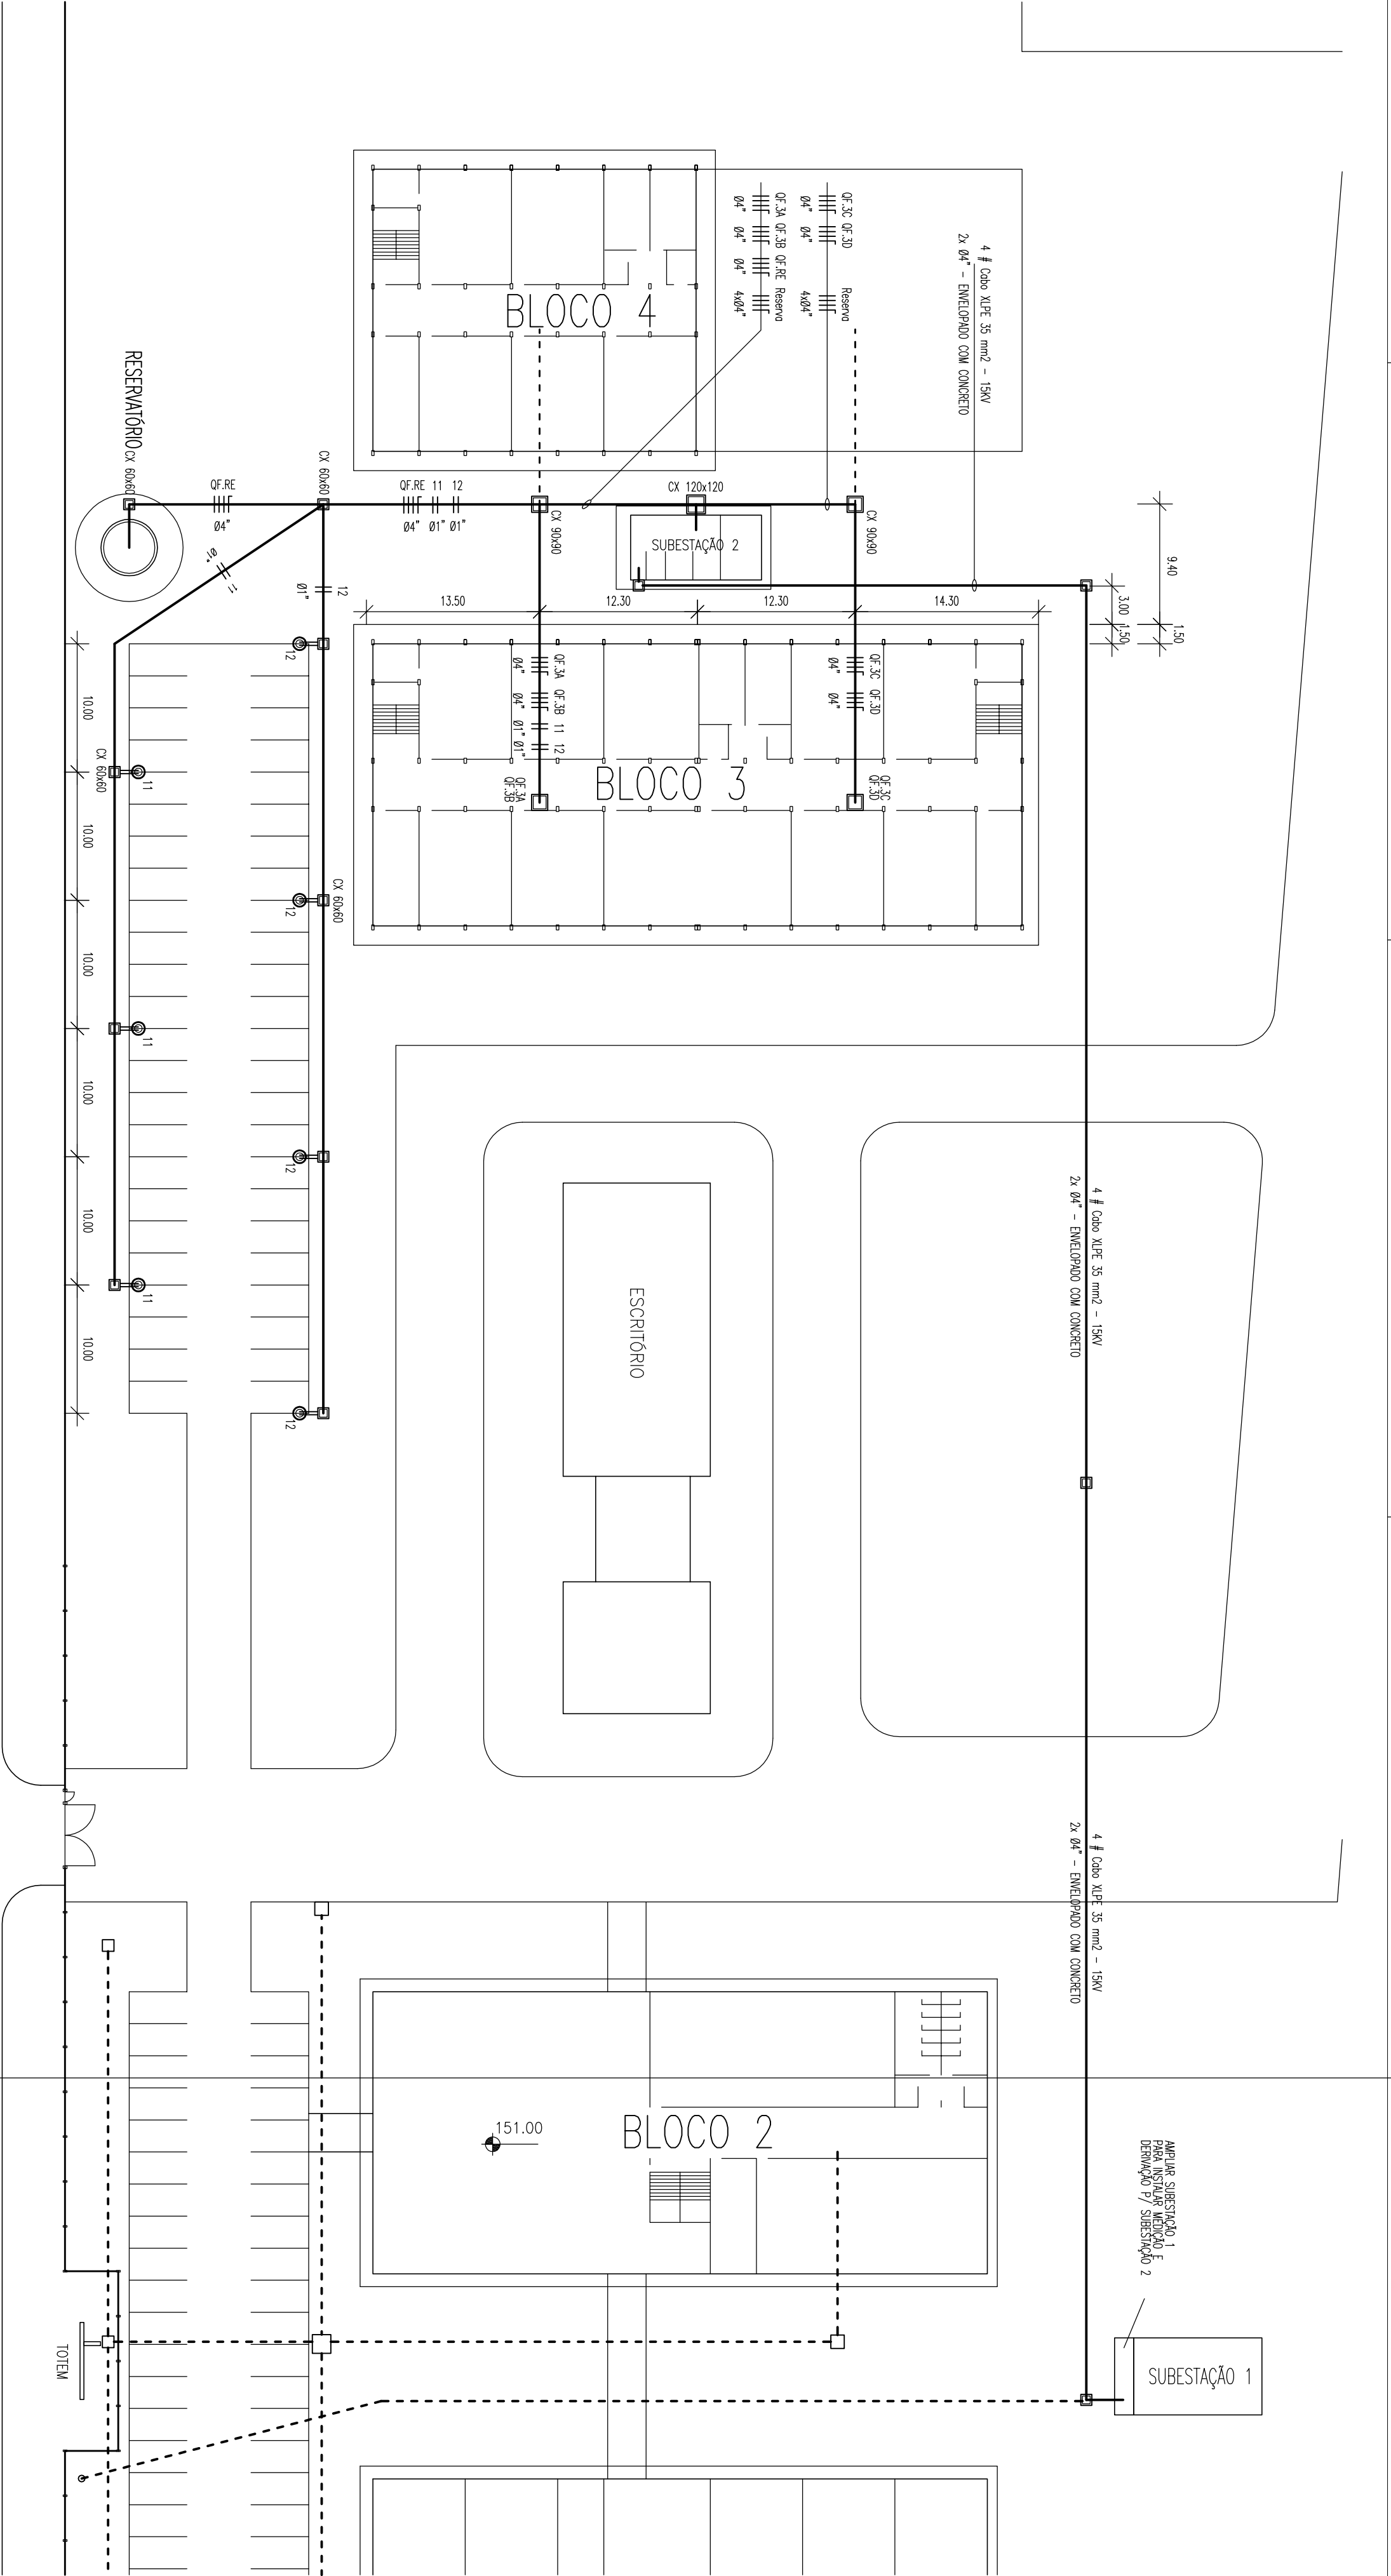 QF.3A QF.3B QF.RE Reserva
Ø4" Ø4" Ø4" 4xØ4"
QF.3C QF.3D Reserva
Ø4" Ø4" 4xØ4"
4 # Cabo XLPE 35 mm2 - 15KV
2x Ø4" - ENVELOPADO COM CONCRETO
BLOCO 4
RESERVATÓRIO
CX 60x60
QF.RE
Ø4"
CX 60x60
QF.RE 11 12
Ø4" Ø1" Ø1"
CX 90x90
CX 120x120
CX 90x90
SUBESTAÇÃO 2
9.40
3.00
1.50
1.50
Ø1"
11
12
Ø1"
13.50
12.30
12.30
14.30
12
QF.3A QF.3B 11 12
Ø4" Ø4" Ø1" Ø1"
QF.3C QF.3D
Ø4" Ø4"
QF.3A
QF.3B
QF.3C
QF.3D
BLOCO 3
10.00
CX 60x60
11
10.00
CX 60x60
12
10.00
11
10.00
12
10.00
11
10.00
12
4 # Cabo XLPE 35 mm2 - 15KV
2x Ø4" - ENVELOPADO COM CONCRETO
ESCRITÓRIO
4 # Cabo XLPE 35 mm2 - 15KV
2x Ø4" - ENVELOPADO COM CONCRETO
151.00
BLOCO 2
AMPLIAR SUBESTAÇÃO 1
PARA INSTALAR MEDIÇÃO E
DERIVAÇÃO P/ SUBESTAÇÃO 2
SUBESTAÇÃO 1
TOTEM